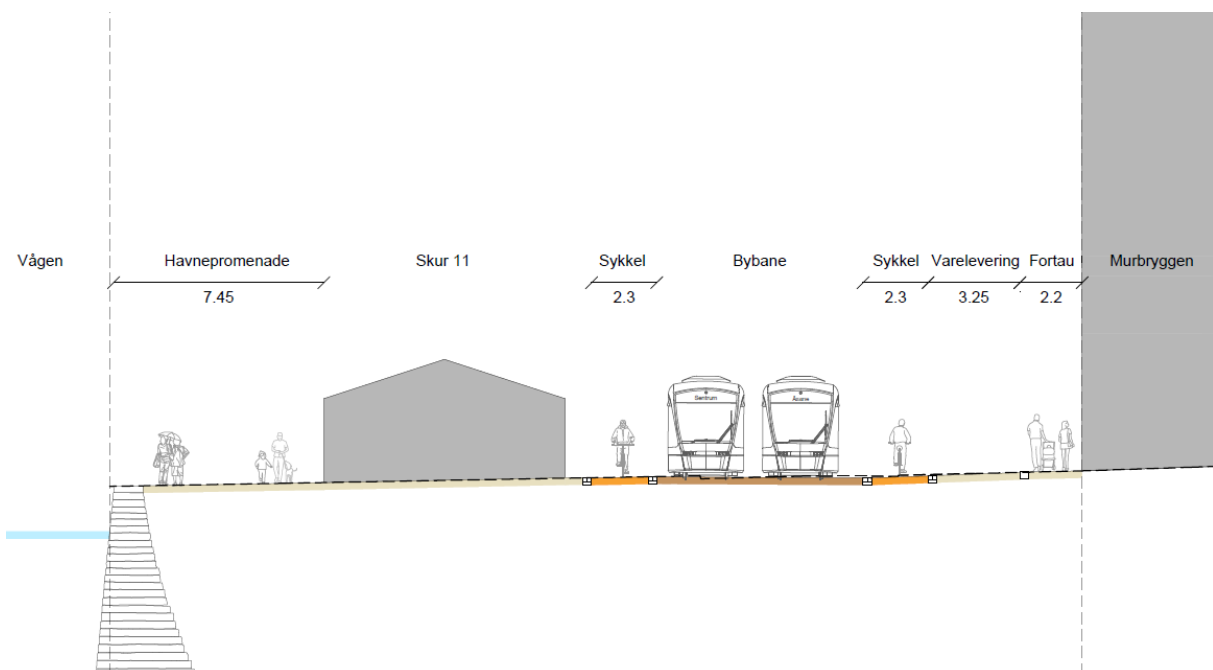 Vågen
Havnepromenade
Skur 11
Sykkel
Bybane
Sykkel
Varelevering
Fortau
Murbryggen
7.45
2.3
2.3
3.25
2.2
Sentrum
Åsane